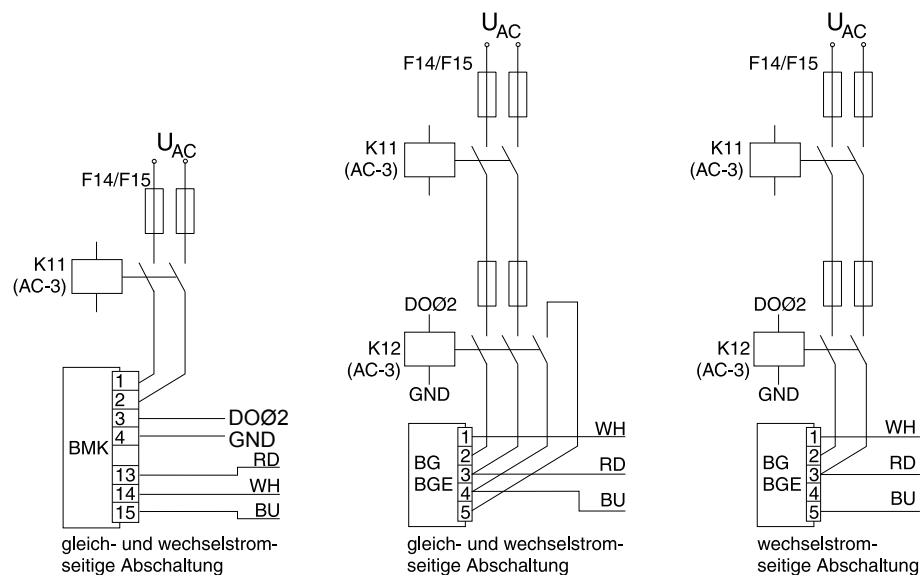 U_AC
F14/F15
K11
(AC-3)
BMK
1
2
3
4
13
14
15
DOØ2
GND
RD
WH
BU
gleich- und wechselstrom-
seitige Abschaltung
U_AC
F14/F15
K11
(AC-3)
DOØ2
K12
(AC-3)
GND
BG
BGE
1
2
3
4
5
WH
RD
BU
gleich- und wechselstrom-
seitige Abschaltung
U_AC
F14/F15
K11
(AC-3)
DOØ2
K12
(AC-3)
GND
BG
BGE
1
2
3
4
5
WH
RD
BU
wechselstrom-
seitige Abschaltung